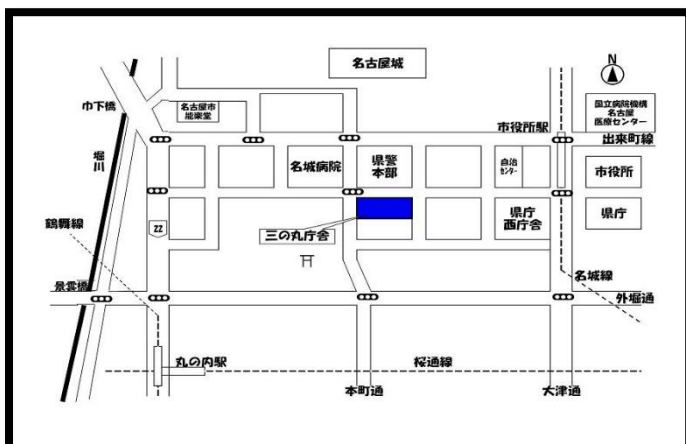 名古屋城
N
巾下橋
名古屋市
能楽堂
国立病院機構
名古屋
医療センター
市役所駅
出来町線
堀川
名城病院
県警
本部
自治
センター
市役所
鶴舞線
22
三の丸庁舎
県庁
西庁舎
県庁
名城線
景雲橋
外堀通
丸の内駅
桜通線
本町通
大津通